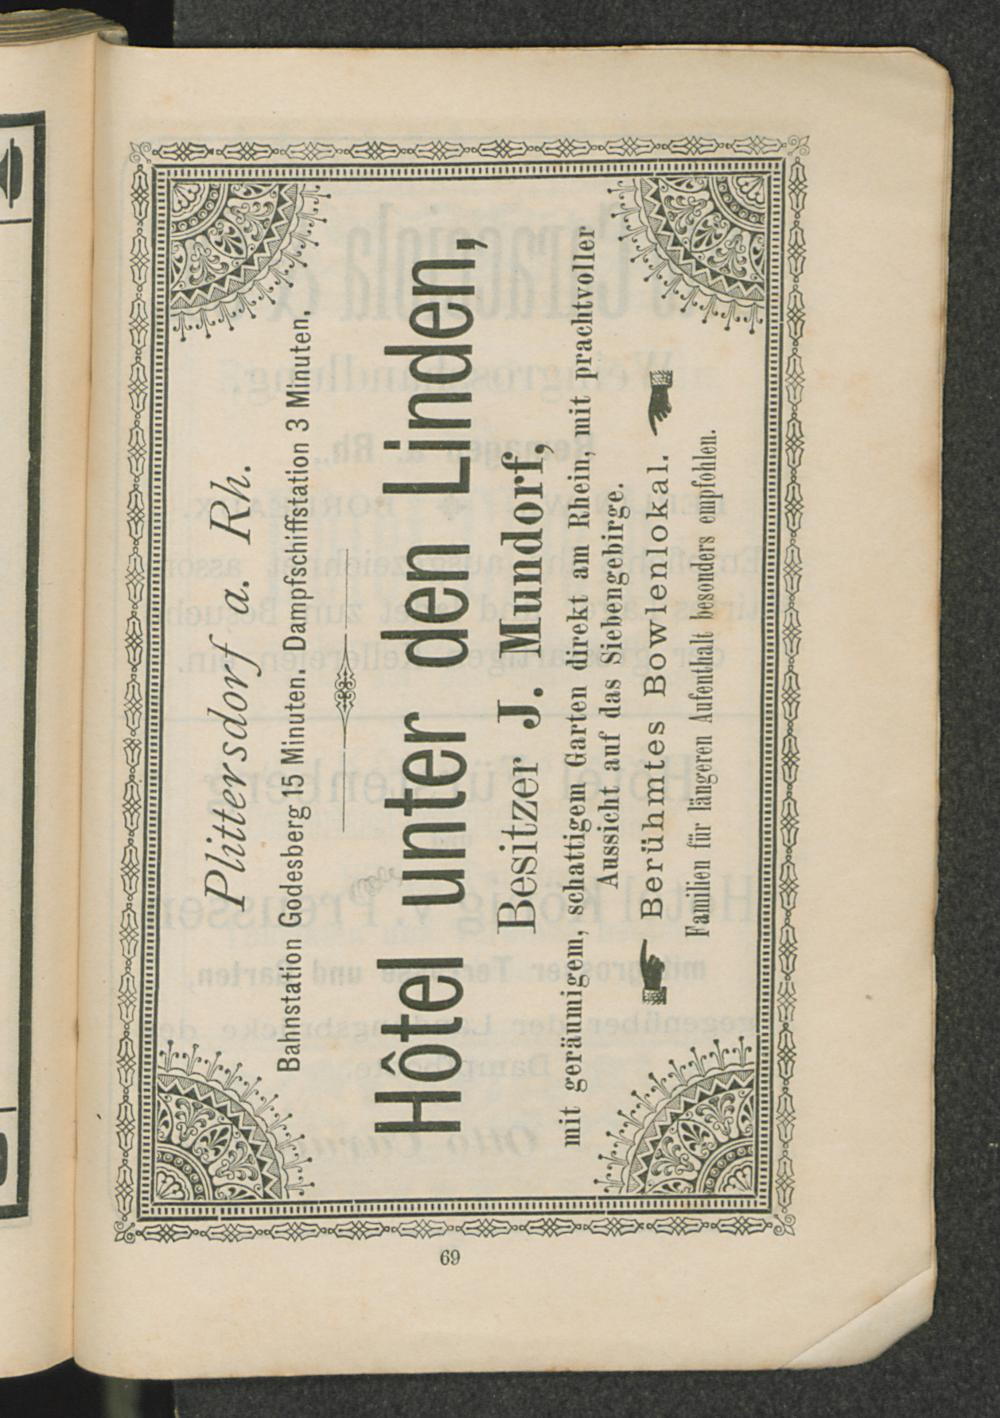 Plittersdorf a. Rh.
Bahnstation Godesberg 15 Minuten. Dampfschiffstation 3 Minuten.
Hôtel unter den Linden,
Besitzer J. Mundorf,
mit geräumigem, schattigem Garten direkt am Rhein, mit prachtvoller
Aussicht auf das Siebengebirge.
Berühmtes Bowlenlokal.
Familien für längeren Aufenthalt besonders empfohlen.
69